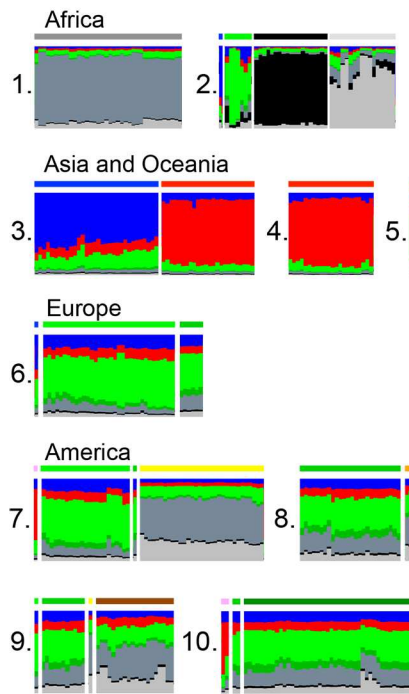 Africa
1. 2.
Asia and Oceania
3. 4. 5.
Europe
6.
America
7. 8.
9. 10.